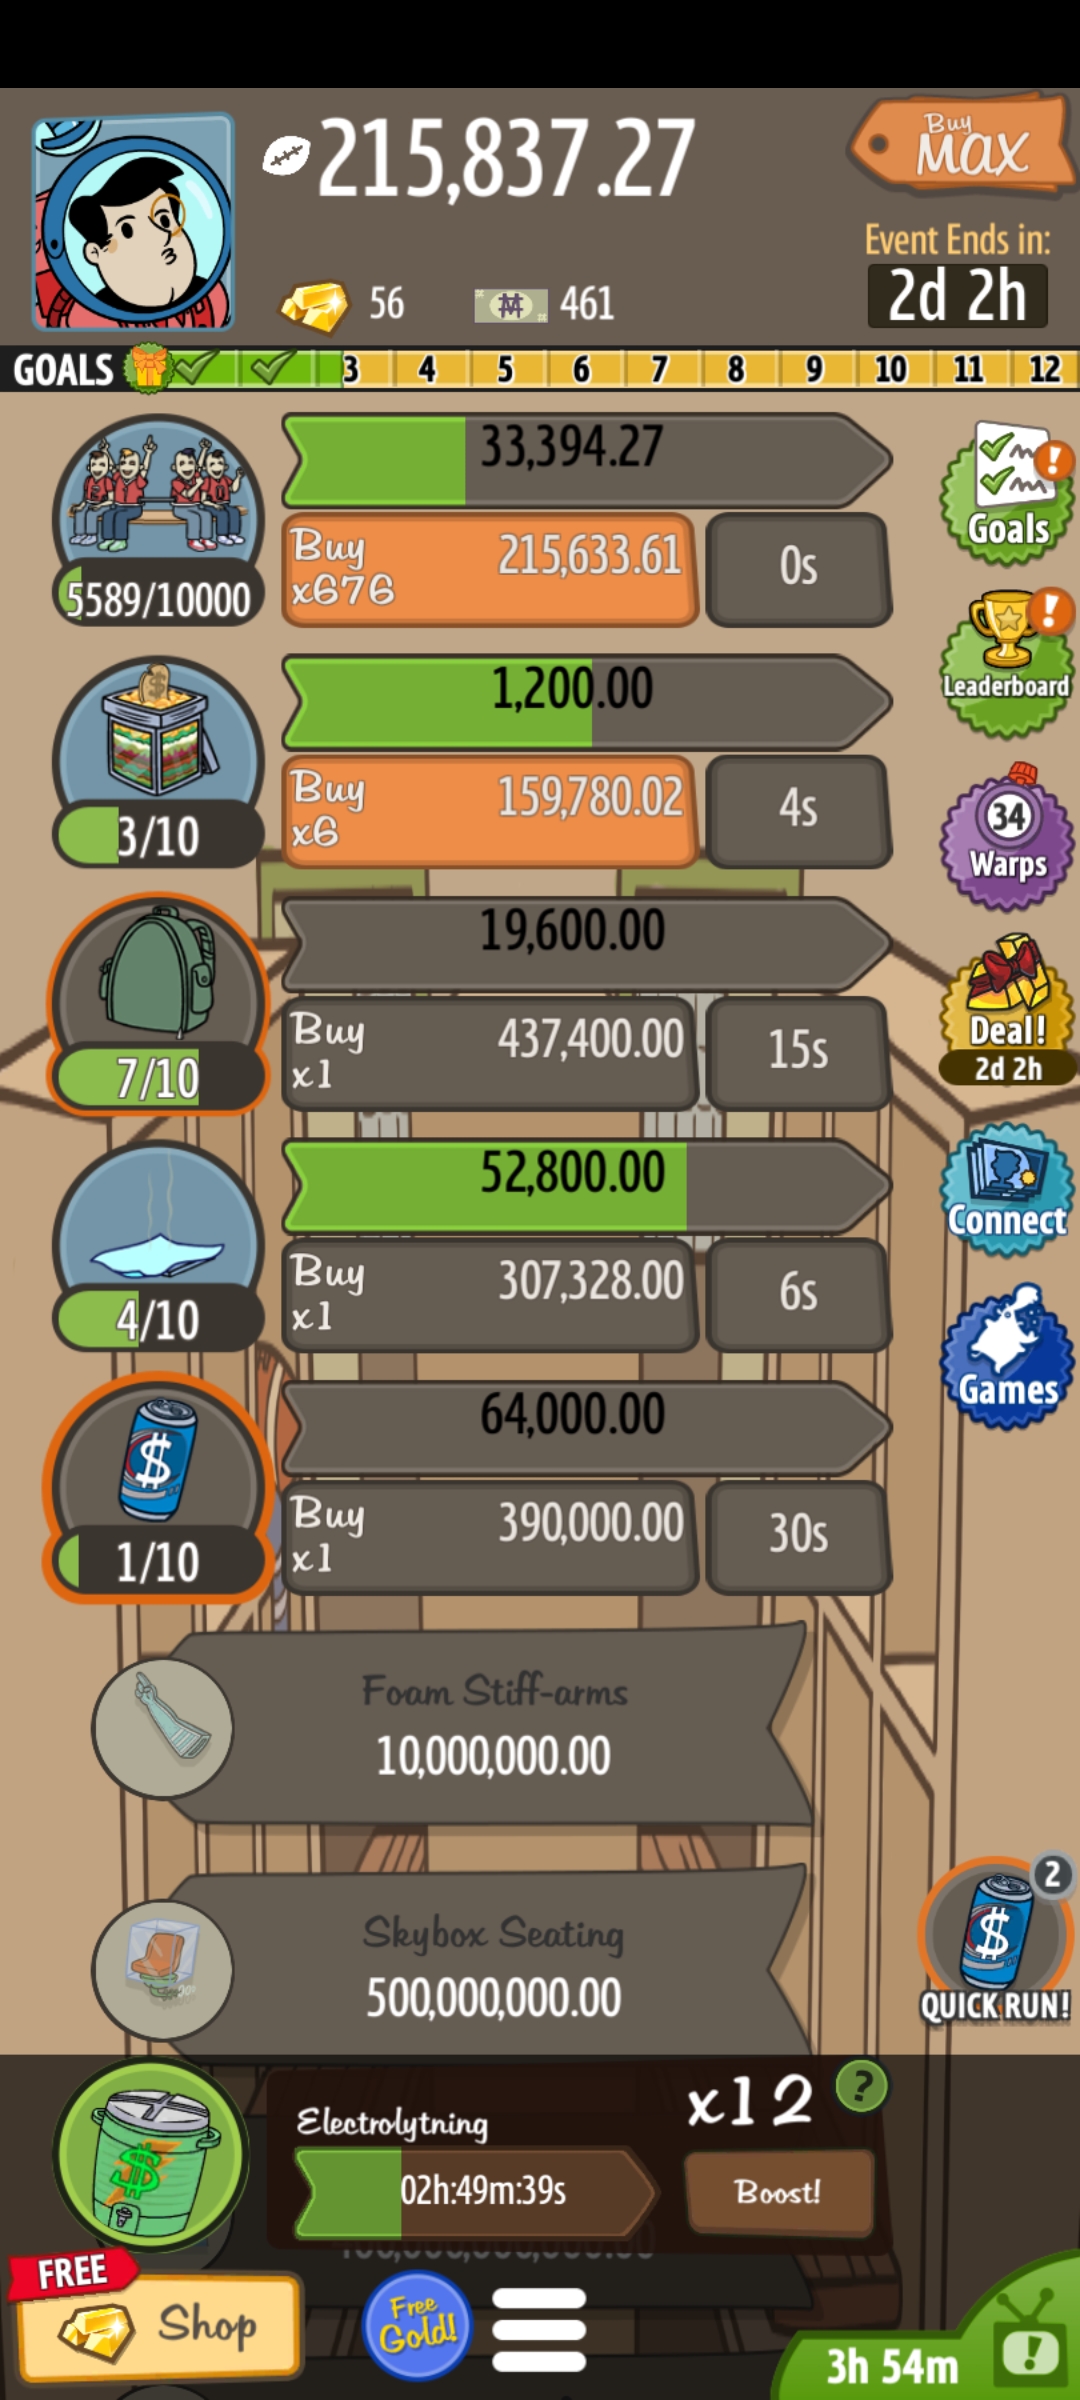 215,837.27
Buy
MAX
56
461
Event Ends in:
2d 2h
GOALS 3 4 5 6 7 8 9 10 11 12
33,394.27
Buy
x676
215,633.61
0s
5589/10000
Goals
1,200.00
Buy
x6
159,780.02
4s
3/10
Leaderboard
19,600.00
Buy
x1
437,400.00
15s
7/10
34
Warps
Deal!
2d 2h
52,800.00
Buy
x1
307,328.00
6s
4/10
Connect
64,000.00
Buy
x1
390,000.00
30s
1/10
Games
Foam Stiff-arms
10,000,000.00
Skybox Seating
500,000,000.00
2
QUICK RUN!
Electrolytning
02h:49m:39s
x12
?
Boost!
FREE
Shop
Free
Gold!
3h 54m